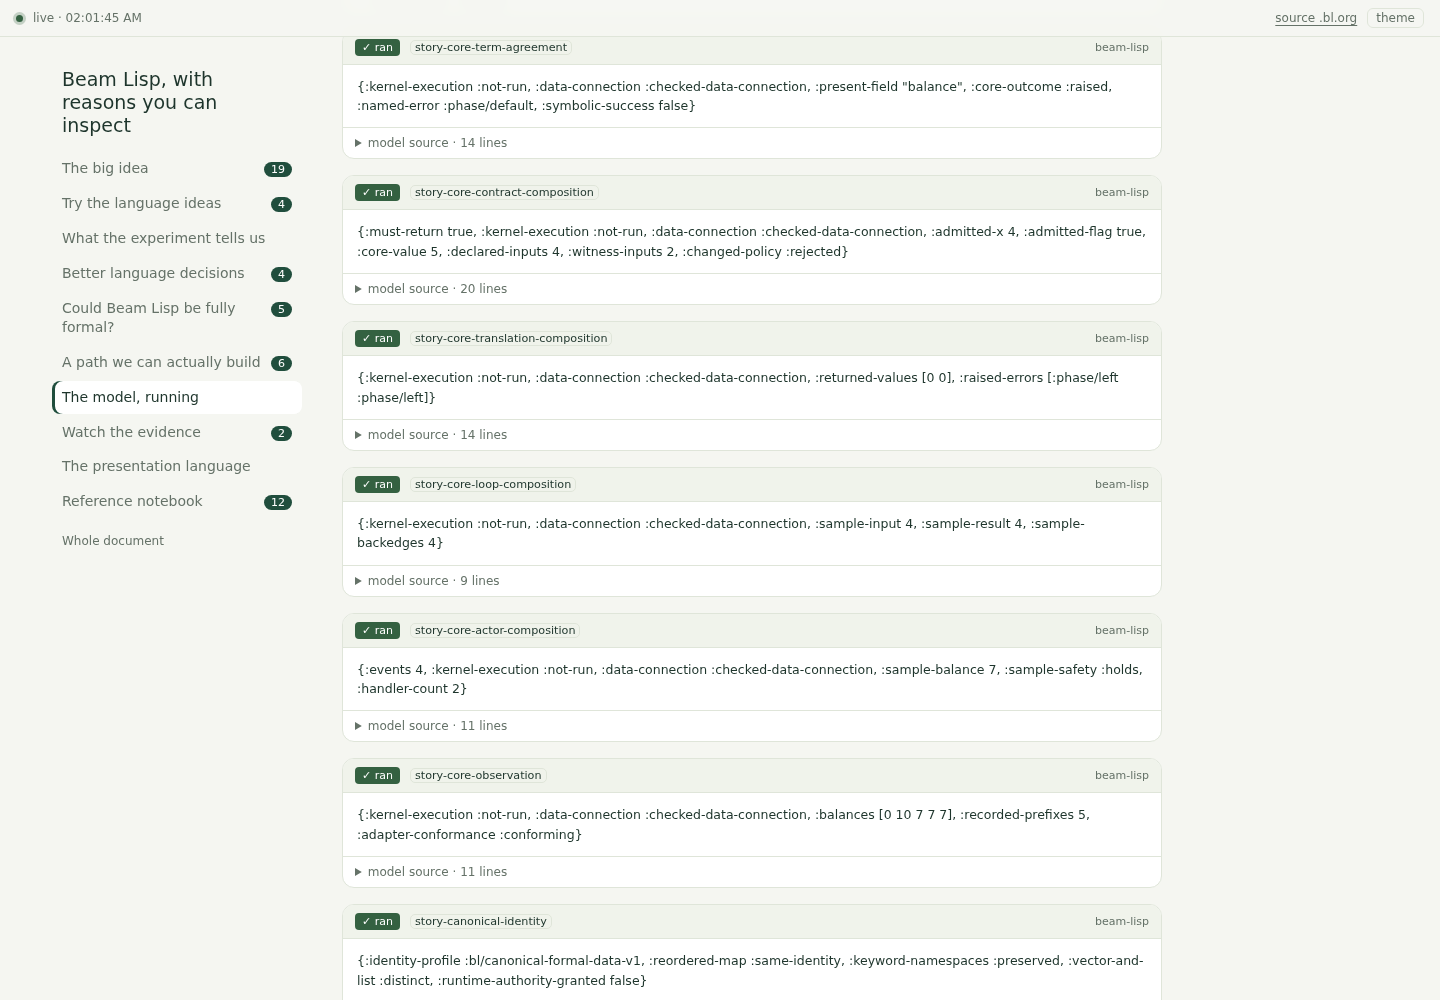 live · 02:01:45 AM
source .bl.org
theme
Beam Lisp, with
reasons you can
inspect
The big idea 19
Try the language ideas 4
What the experiment tells us
Better language decisions 4
Could Beam Lisp be fully 5
formal?
A path we can actually build 6
The model, running
Watch the evidence 2
The presentation language
Reference notebook 12
Whole document
✓ ran story-core-term-agreement beam-lisp
{:kernel-execution :not-run, :data-connection :checked-data-connection, :present-field "balance", :core-outcome :raised,
:named-error :phase/default, :symbolic-success false}
▶ model source · 14 lines
✓ ran story-core-contract-composition beam-lisp
{:must-return true, :kernel-execution :not-run, :data-connection :checked-data-connection, :admitted-x 4, :admitted-flag true,
:core-value 5, :declared-inputs 4, :witness-inputs 2, :changed-policy :rejected}
▶ model source · 20 lines
✓ ran story-core-translation-composition beam-lisp
{:kernel-execution :not-run, :data-connection :checked-data-connection, :returned-values [0 0], :raised-errors [:phase/left
:phase/left]}
▶ model source · 14 lines
✓ ran story-core-loop-composition beam-lisp
{:kernel-execution :not-run, :data-connection :checked-data-connection, :sample-input 4, :sample-result 4, :sample-
backedges 4}
▶ model source · 9 lines
✓ ran story-core-actor-composition beam-lisp
{:events 4, :kernel-execution :not-run, :data-connection :checked-data-connection, :sample-balance 7, :sample-safety :holds,
:handler-count 2}
▶ model source · 11 lines
✓ ran story-core-observation beam-lisp
{:kernel-execution :not-run, :data-connection :checked-data-connection, :balances [0 10 7 7 7], :recorded-prefixes 5,
:adapter-conformance :conforming}
▶ model source · 11 lines
✓ ran story-canonical-identity beam-lisp
{:identity-profile :bl/canonical-formal-data-v1, :reordered-map :same-identity, :keyword-namespaces :preserved, :vector-and-
list :distinct, :runtime-authority-granted false}